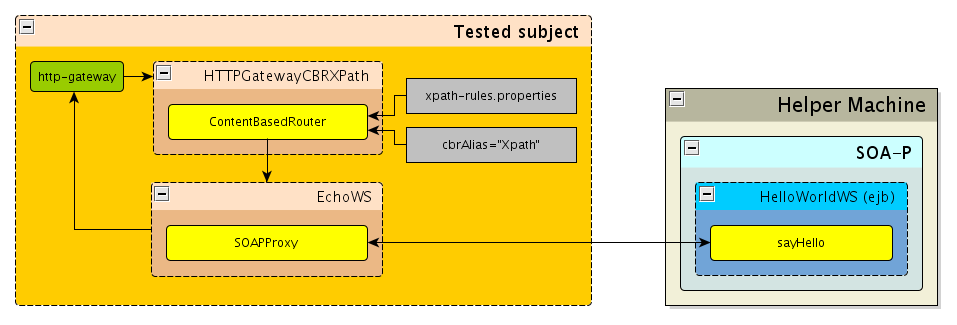 Tested subject
http-gateway
HTTPGatewayCBRXPath
ContentBasedRouter
xpath-rules.properties
cbrAlias="Xpath"
EchoWS
SOAPProxy
Helper Machine
SOA-P
HelloWorldWS (ejb)
sayHello